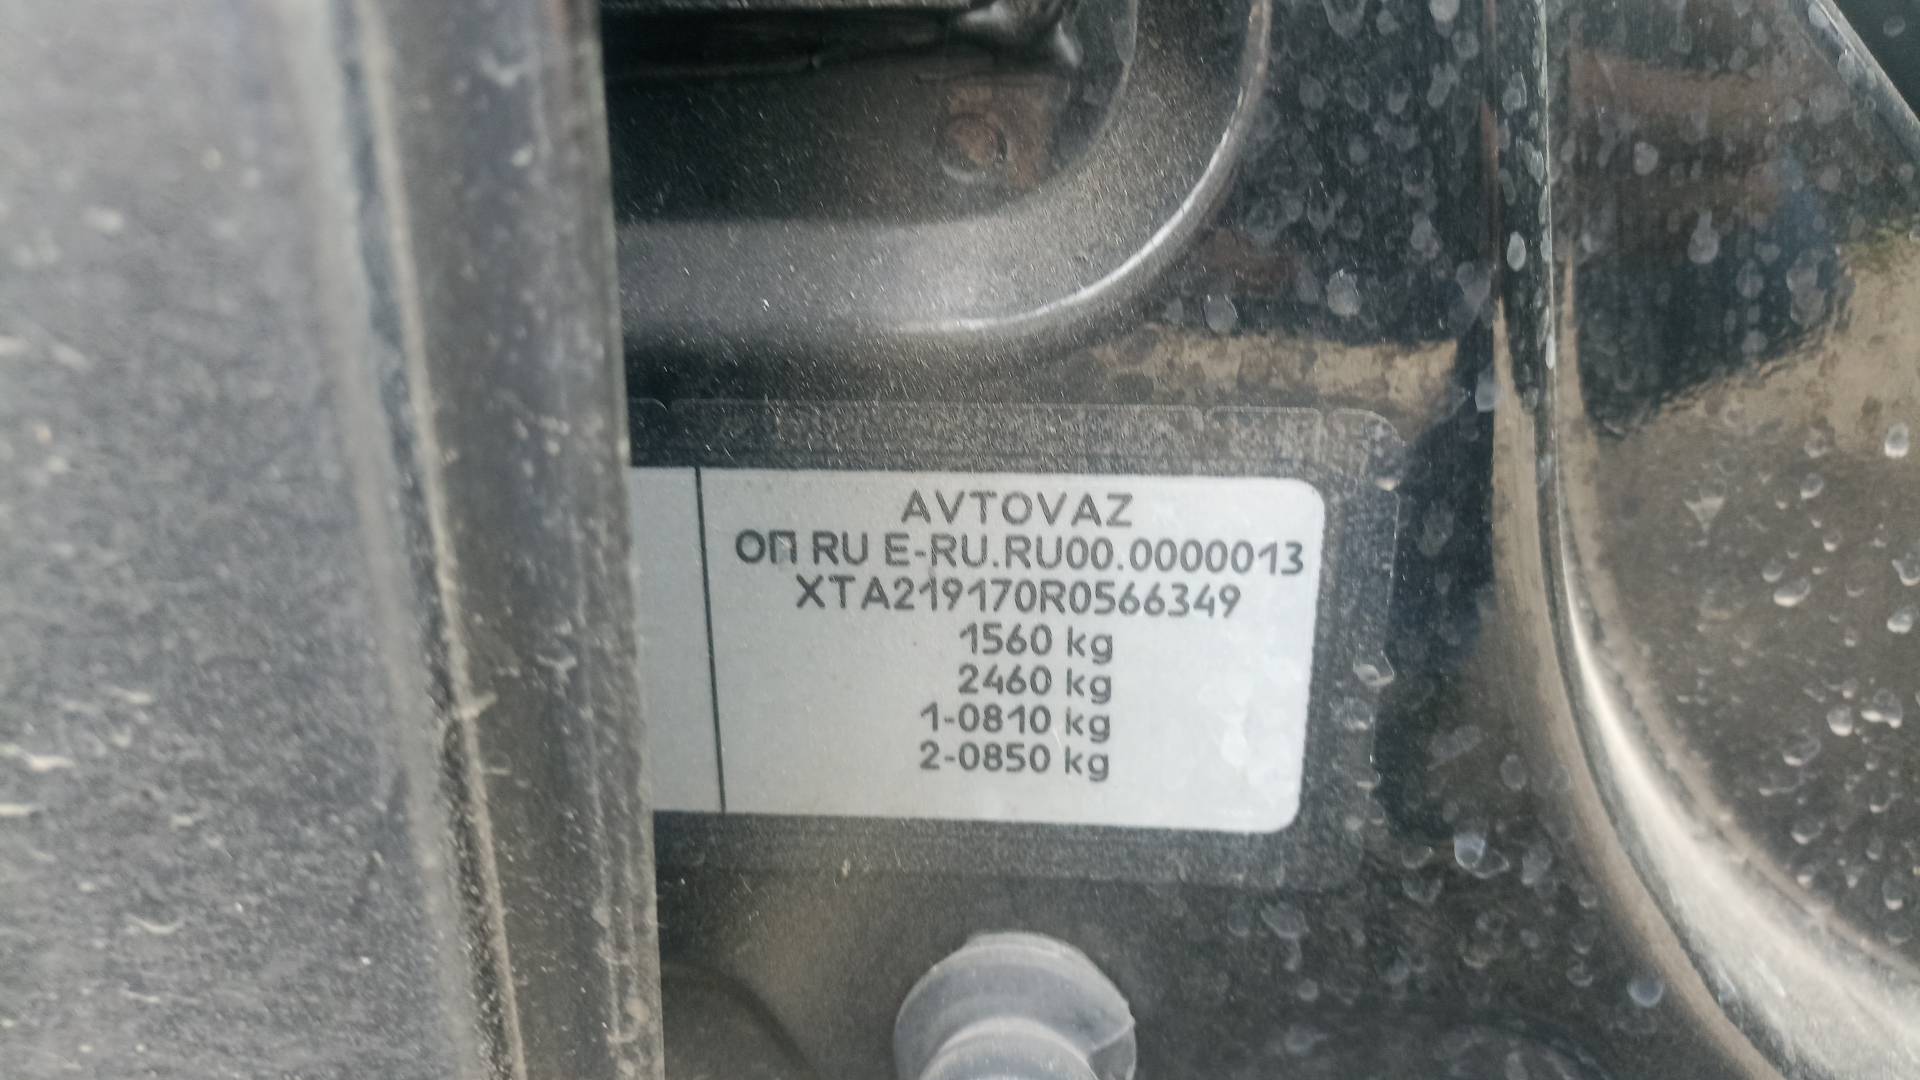 AVTOVAZ
ОП RU E-RU.RU00.0000013
XTA219170R0566349
1560 kg
2460 kg
1-0810 kg
2-0850 kg